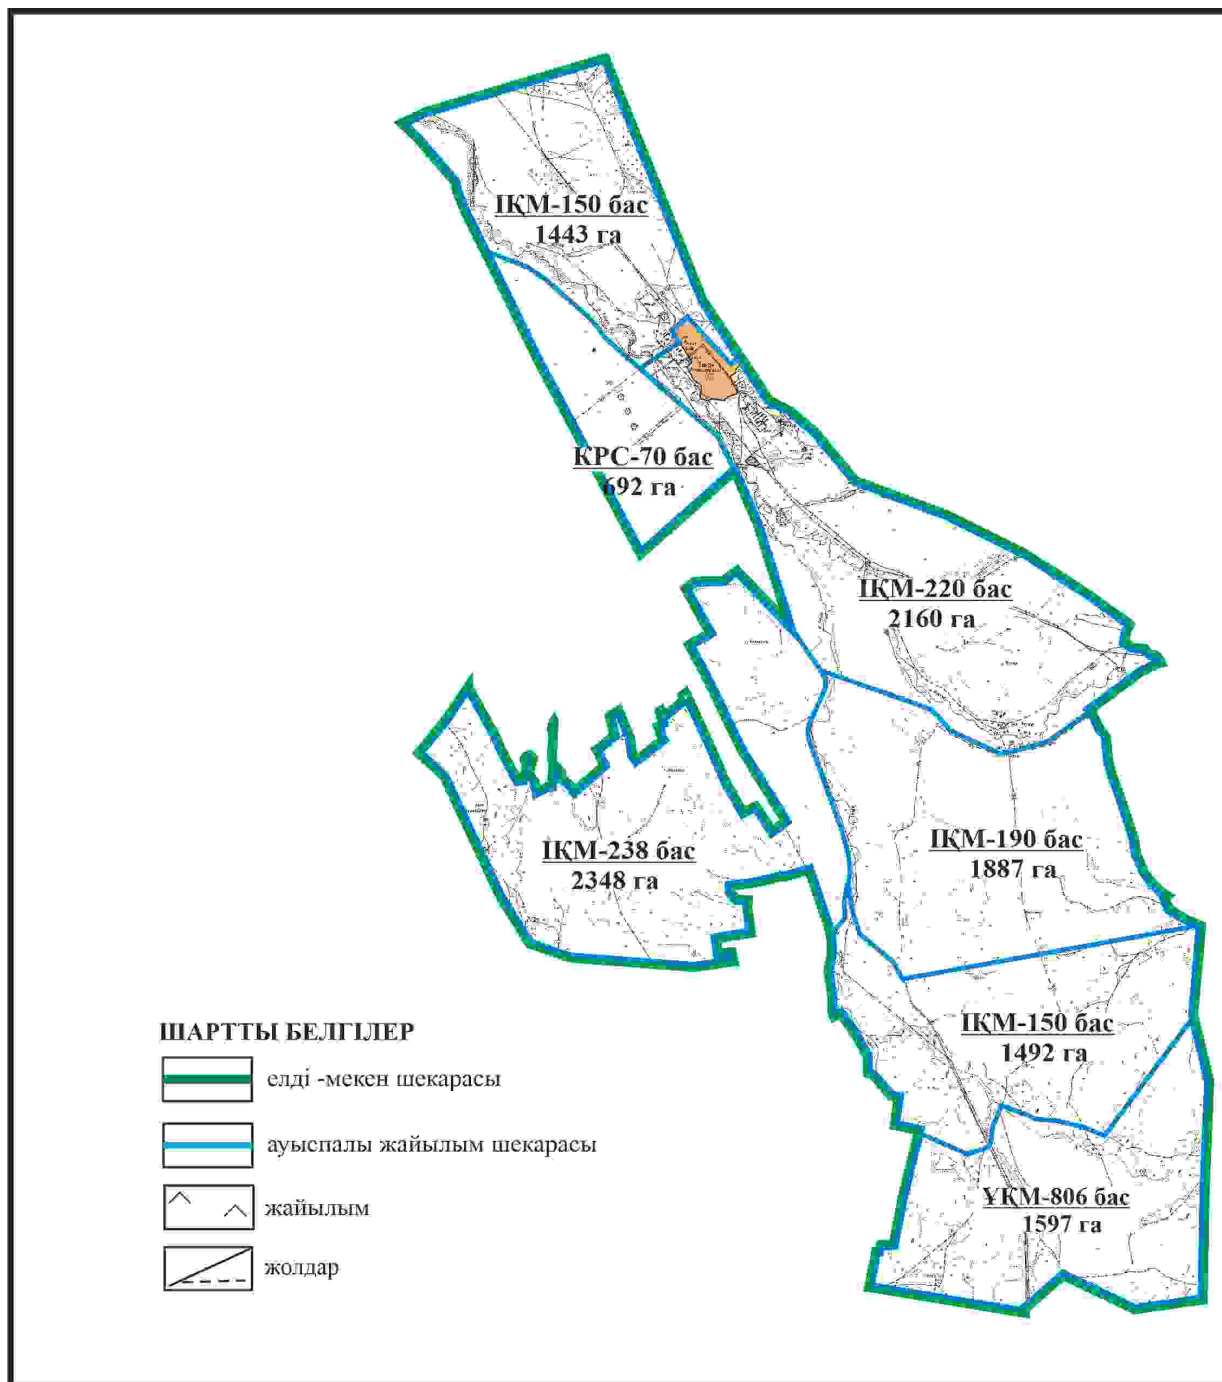 ІҚМ-150 бас
1443 га
КРС-70 бас
692 га
ІҚМ-220 бас
2160 га
ІҚМ-190 бас
1887 га
ІҚМ-238 бас
2348 га
ІҚМ-150 бас
1492 га
ҰҚМ-806 бас
1597 га
ШАРТТЫ БЕЛГІЛЕР
елді -мекен шекарасы
ауыспалы жайылым шекарасы
жайылым
жолдар